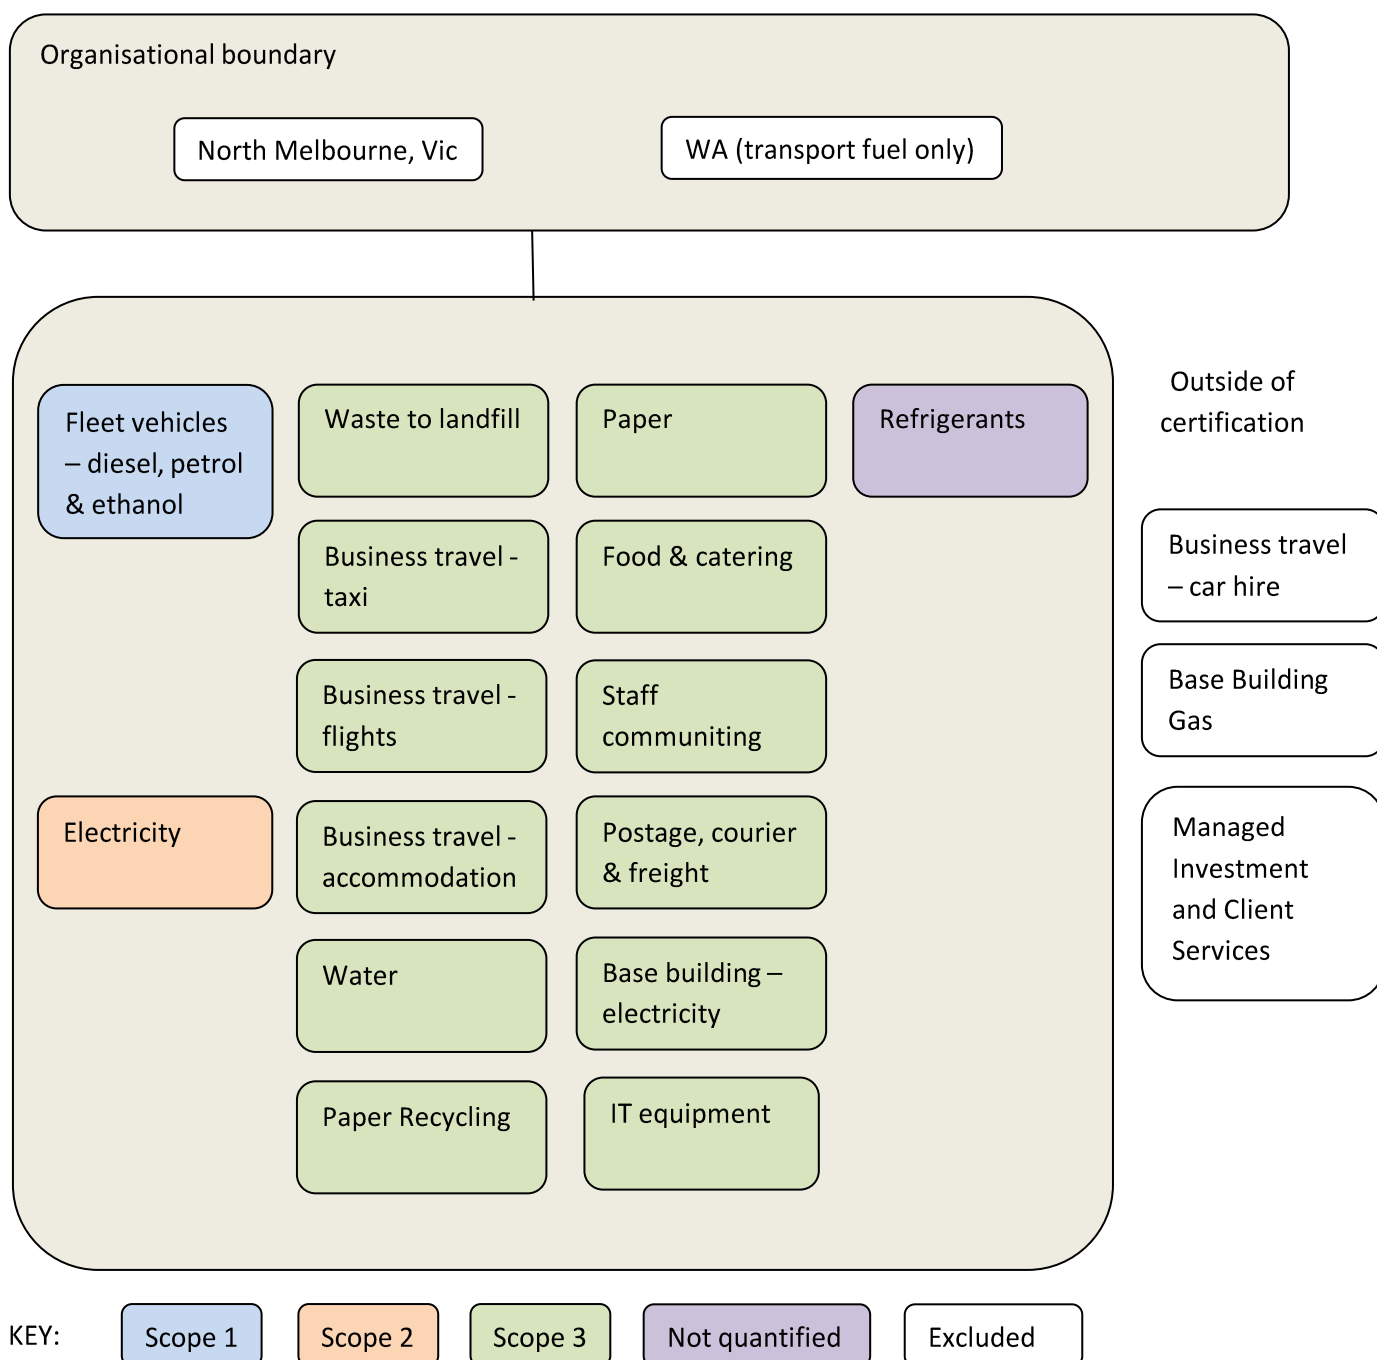 Organisational boundary
North Melbourne, Vic
WA (transport fuel only)
Fleet vehicles
– diesel, petrol
& ethanol
Waste to landfill
Paper
Refrigerants
Business travel -
taxi
Food & catering
Business travel -
flights
Staff
communiting
Electricity
Business travel -
accommodation
Postage, courier
& freight
Water
Base building –
electricity
Paper Recycling
IT equipment
Outside of
certification
Business travel
– car hire
Base Building
Gas
Managed
Investment
and Client
Services
KEY:
Scope 1
Scope 2
Scope 3
Not quantified
Excluded